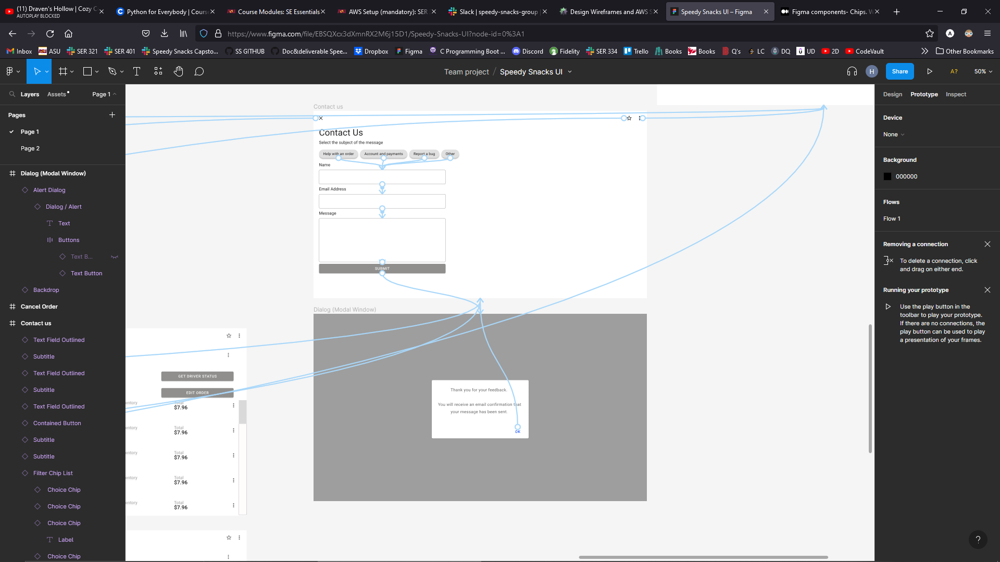 (11) Draven's Hollow | Cozy C
AUTOPLAY BLOCKED
Python for Everybody | Course
Course Modules: SE Essentials
AWS Setup (mandatory): SER
Slack | speedy-snacks-group
Design Wireframes and AWS S
Speedy Snacks UI – Figma
Figma components- Chips. W
https://www.figma.com/file/EBSQXcx3dXmnRX2M6j15D1/Speedy-Snacks-UI?node-id=0%3A1
A
Inbox
ASU
SER 321
SER 401
Speedy Snacks Capsto...
SS GITHUB
Doc&deliverable Spee...
Dropbox
Figma
C Programming Boot ...
Discord
Fidelity
SER 334
Trello
Books
Books
Q's
LC
DQ
UD
2D
CodeVault
Other Bookmarks
Team project / Speedy Snacks UI
H
Share
A?
50%
Layers
Assets
Page 1
Pages
Page 1
Page 2
Dialog (Modal Window)
Alert Dialog
Dialog / Alert
Text
Buttons
Text B...
Text Button
Backdrop
Cancel Order
Contact us
Text Field Outlined
Subtitle
Text Field Outlined
Subtitle
Text Field Outlined
Contained Button
Subtitle
Subtitle
Filter Chip List
Choice Chip
Choice Chip
Choice Chip
Label
Choice Chip
Contact us
Contact Us
Select the subject of the message
Help with an order
Account and payments
Report a bug
Other
Name
Email Address
Message
SUBMIT
Dialog (Modal Window)
Thank you for your feedback.
You will receive an email confirmation that
your message has been sent.
OK
GET DRIVER STATUS
EDIT ORDER
entory
Total
$7.96
entory
Total
$7.96
entory
Total
$7.96
entory
Total
$7.96
entory
Total
$7.96
Design
Prototype
Inspect
Device
None
Background
000000
Flows
Flow 1
Removing a connection
To delete a connection, click
and drag on either end.
Running your prototype
Use the play button in the
toolbar to play your prototype.
If there are no connections, the
play button can be used to play
a presentation of your frames.
?